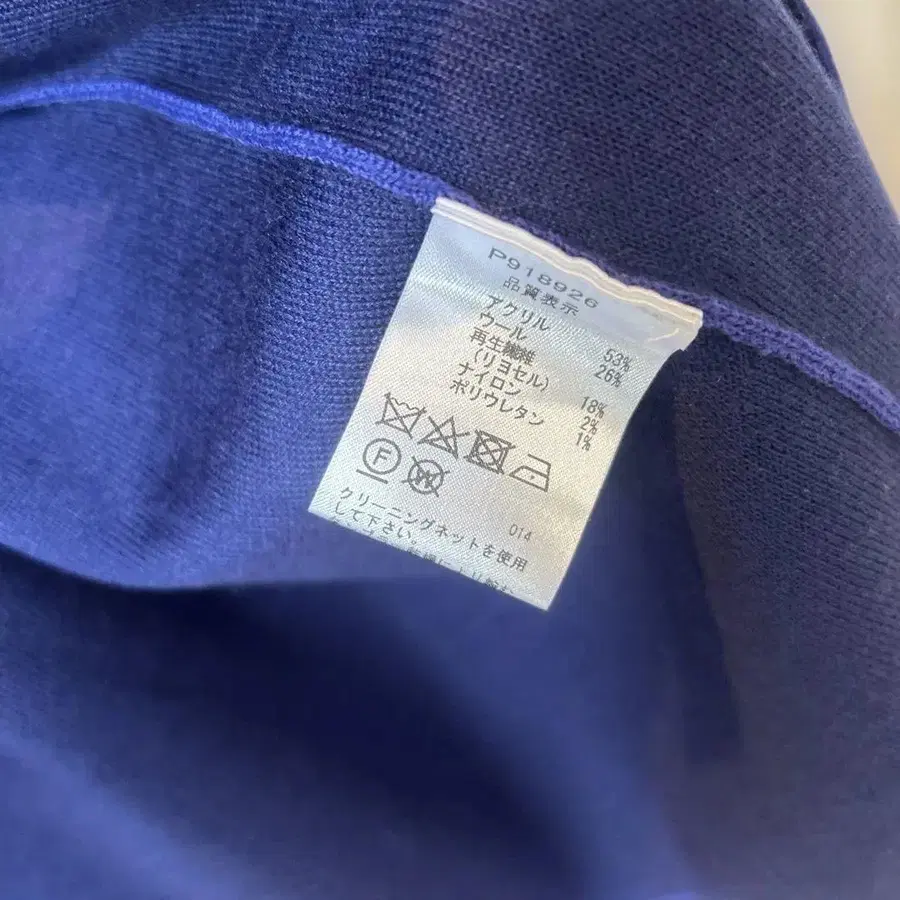 P918926
品質表示
アクリル 53%
ウール 26%
再生繊維
(リヨセル) 18%
ナイロン 2%
ポリウレタン 1%
F
W
014
クリーニングネットを使用
して下さい。